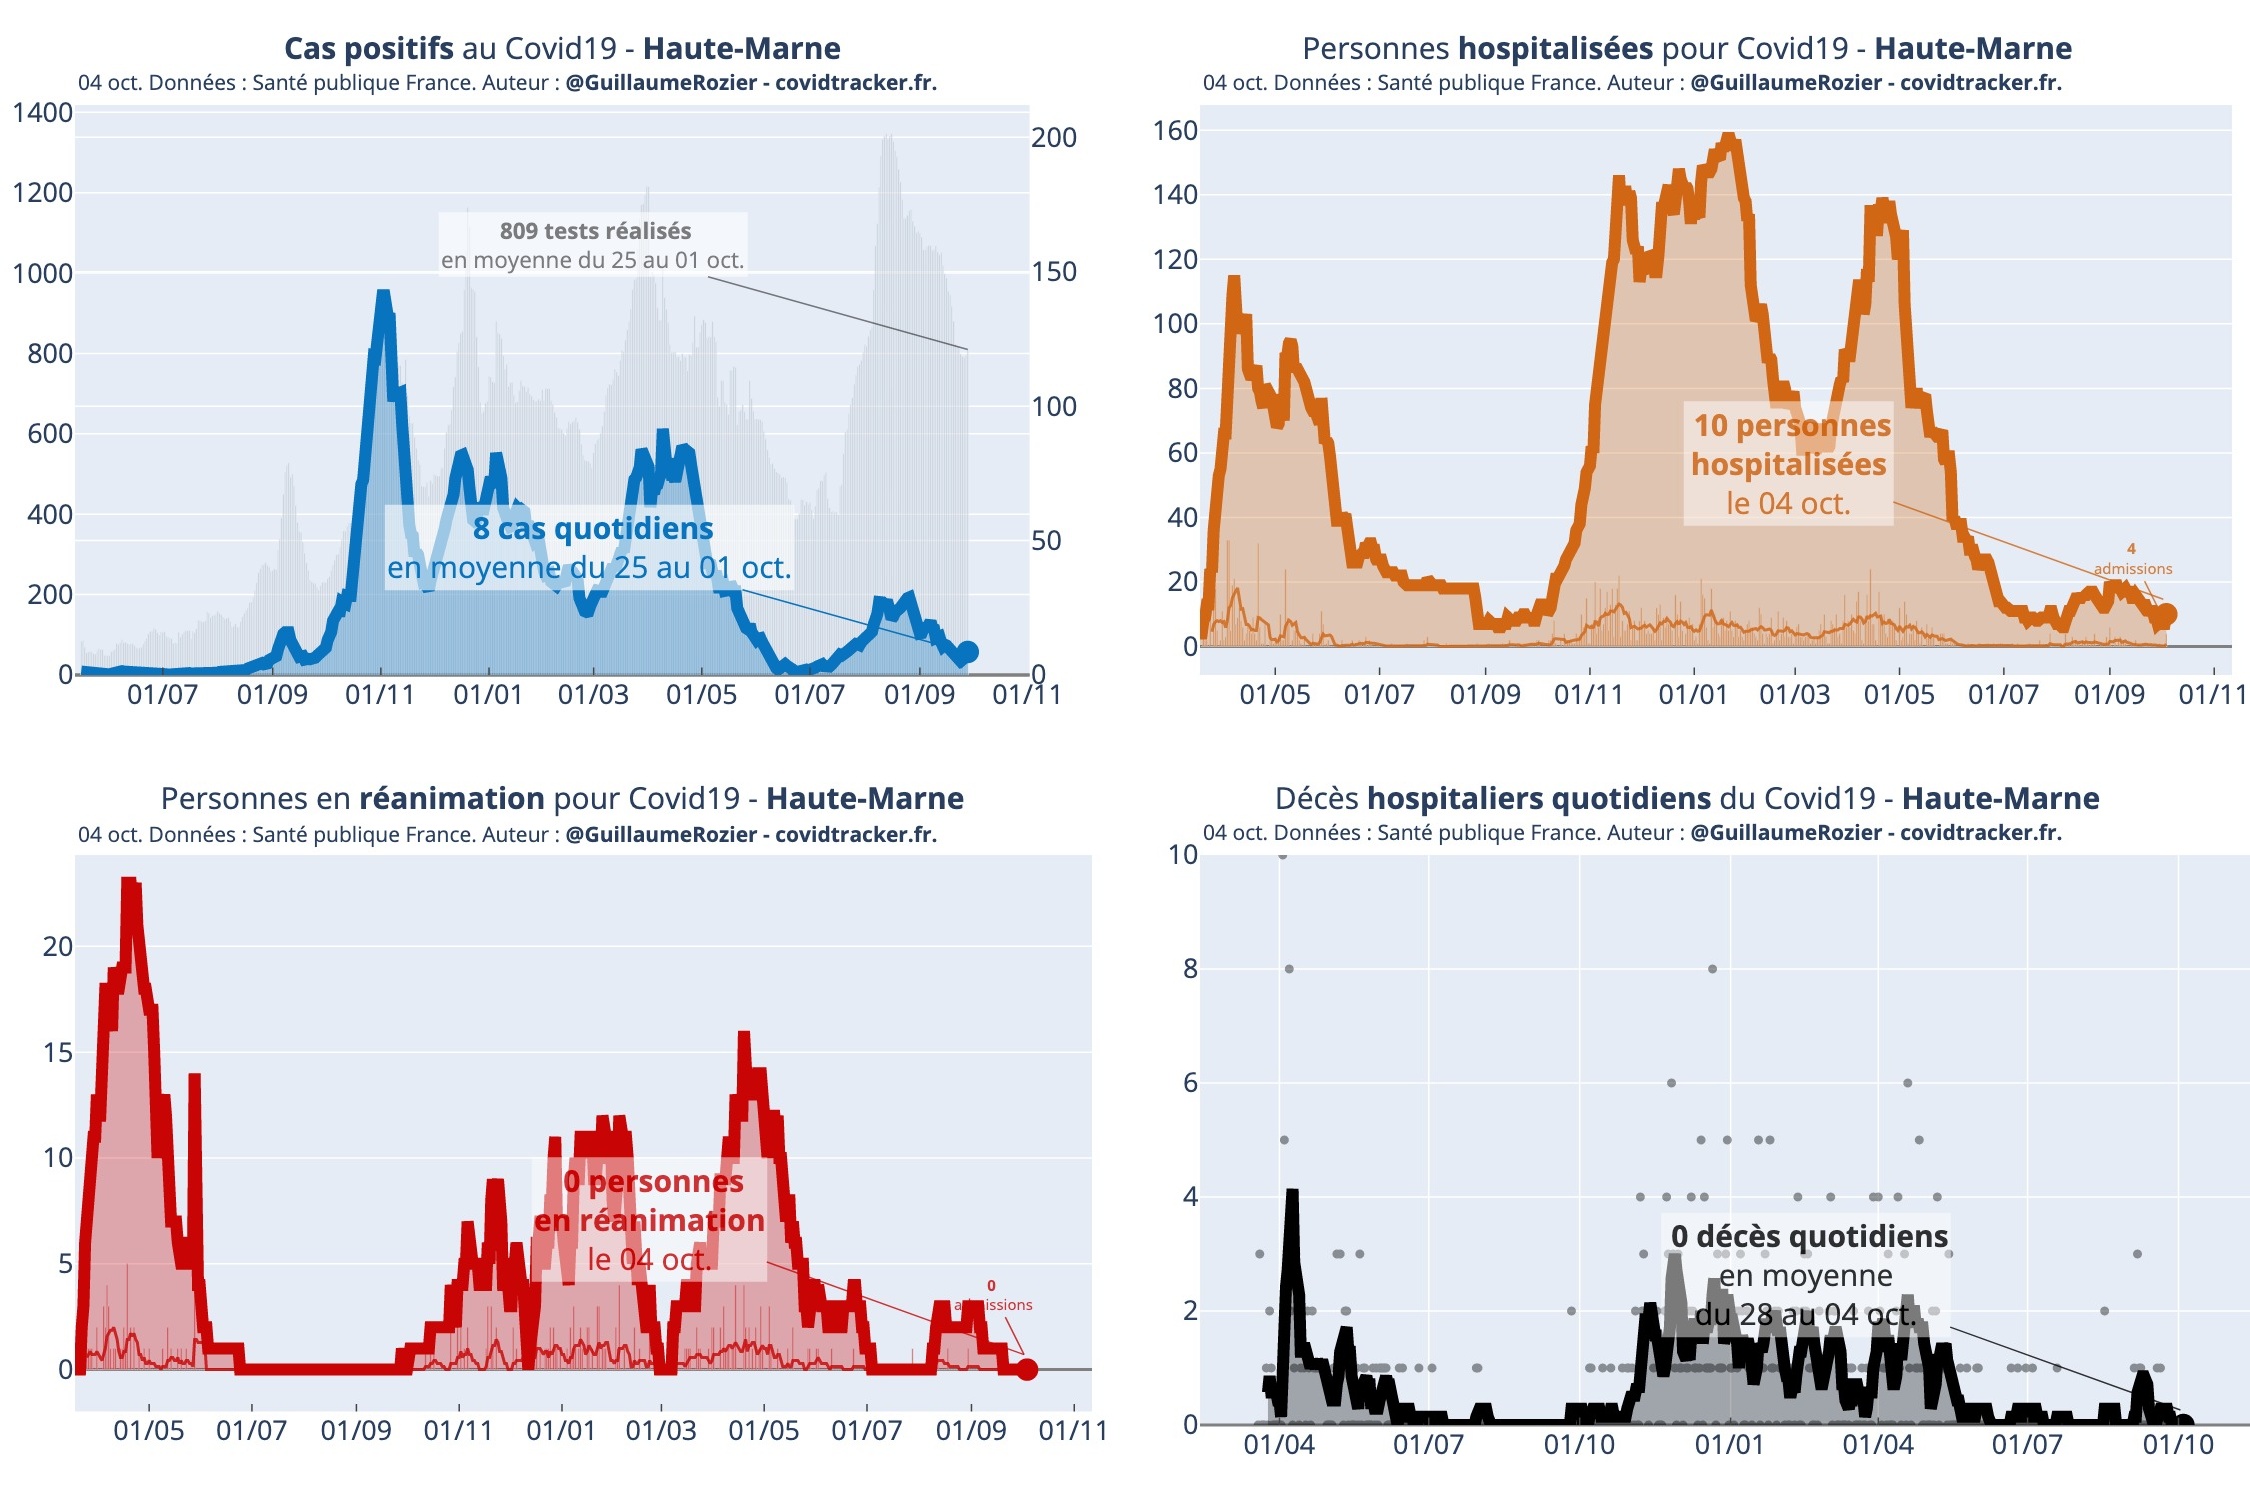 Cas positifs au Covid19 - Haute-Marne
04 oct. Données : Santé publique France. Auteur : @GuillaumeRozier - covidtracker.fr.
1400
1200
1000
800
600
400
200
0
200
150
100
50
0
809 tests réalisés
en moyenne du 25 au 01 oct.
8 cas quotidiens
en moyenne du 25 au 01 oct.
01/07 01/09 01/11 01/01 01/03 01/05 01/07 01/09 01/11
Personnes hospitalisées pour Covid19 - Haute-Marne
04 oct. Données : Santé publique France. Auteur : @GuillaumeRozier - covidtracker.fr.
160
140
120
100
80
60
40
20
0
10 personnes
hospitalisées
le 04 oct.
4
admissions
01/05 01/07 01/09 01/11 01/01 01/03 01/05 01/07 01/09 01/11
Personnes en réanimation pour Covid19 - Haute-Marne
04 oct. Données : Santé publique France. Auteur : @GuillaumeRozier - covidtracker.fr.
20
15
10
5
0
0 personnes
en réanimation
le 04 oct.
0
admissions
01/05 01/07 01/09 01/11 01/01 01/03 01/05 01/07 01/09 01/11
Décès hospitaliers quotidiens du Covid19 - Haute-Marne
04 oct. Données : Santé publique France. Auteur : @GuillaumeRozier - covidtracker.fr.
10
8
6
4
2
0
0 décès quotidiens
en moyenne
du 28 au 04 oct.
01/04 01/07 01/10 01/01 01/04 01/07 01/10